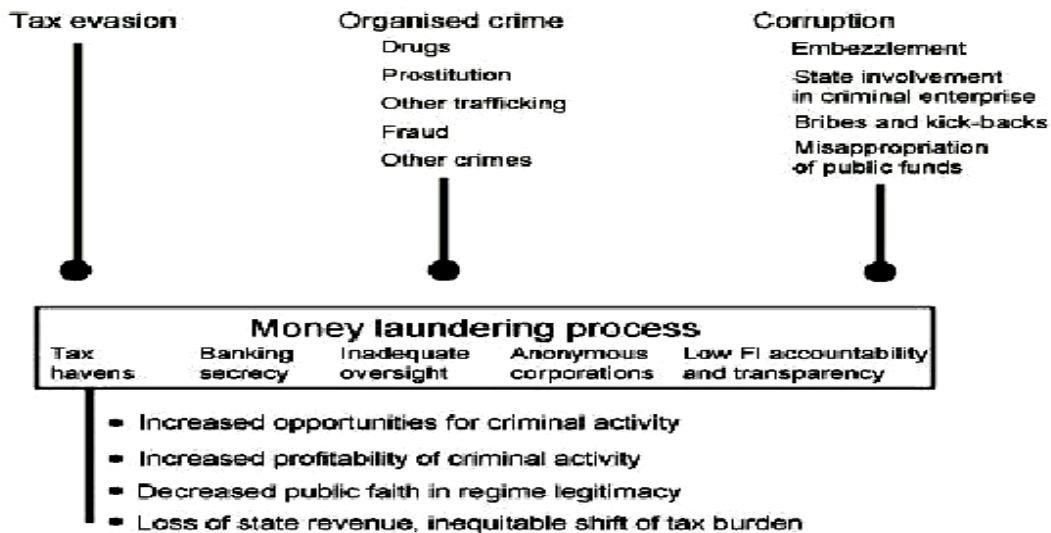 Tax evasion
Organised crime
Drugs
Prostitution
Other trafficking
Fraud
Other crimes
Corruption
Embezzlement
State involvement
in criminal enterprise
Bribes and kick-backs
Misappropriation
of public funds
Money laundering process
Tax
havens
Banking
secrecy
Inadequate
oversight
Anonymous
corporations
Low FI accountability
and transparency
• Increased opportunities for criminal activity
• Increased profitability of criminal activity
• Decreased public faith in regime legitimacy
• Loss of state revenue, inequitable shift of tax burden